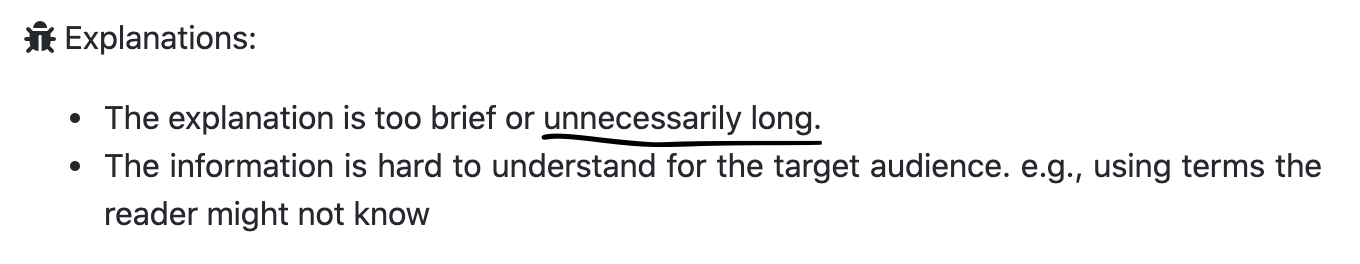 Explanations:
• The explanation is too brief or unnecessarily long.
• The information is hard to understand for the target audience. e.g., using terms the
reader might not know